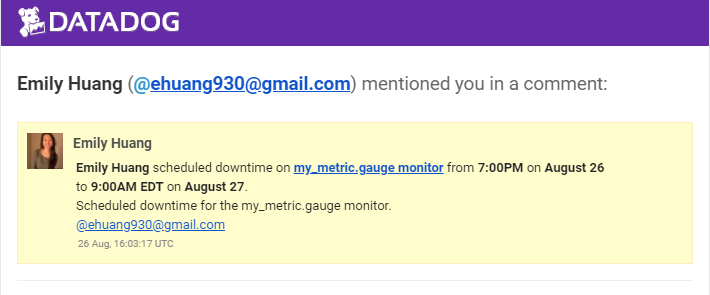 DATADOG
Emily Huang (@ehuang930@gmail.com) mentioned you in a comment:
Emily Huang
Emily Huang scheduled downtime on my_metric.gauge monitor from 7:00PM on August 26
to 9:00AM EDT on August 27.
Scheduled downtime for the my_metric.gauge monitor.
@ehuang930@gmail.com
26 Aug, 16:03:17 UTC